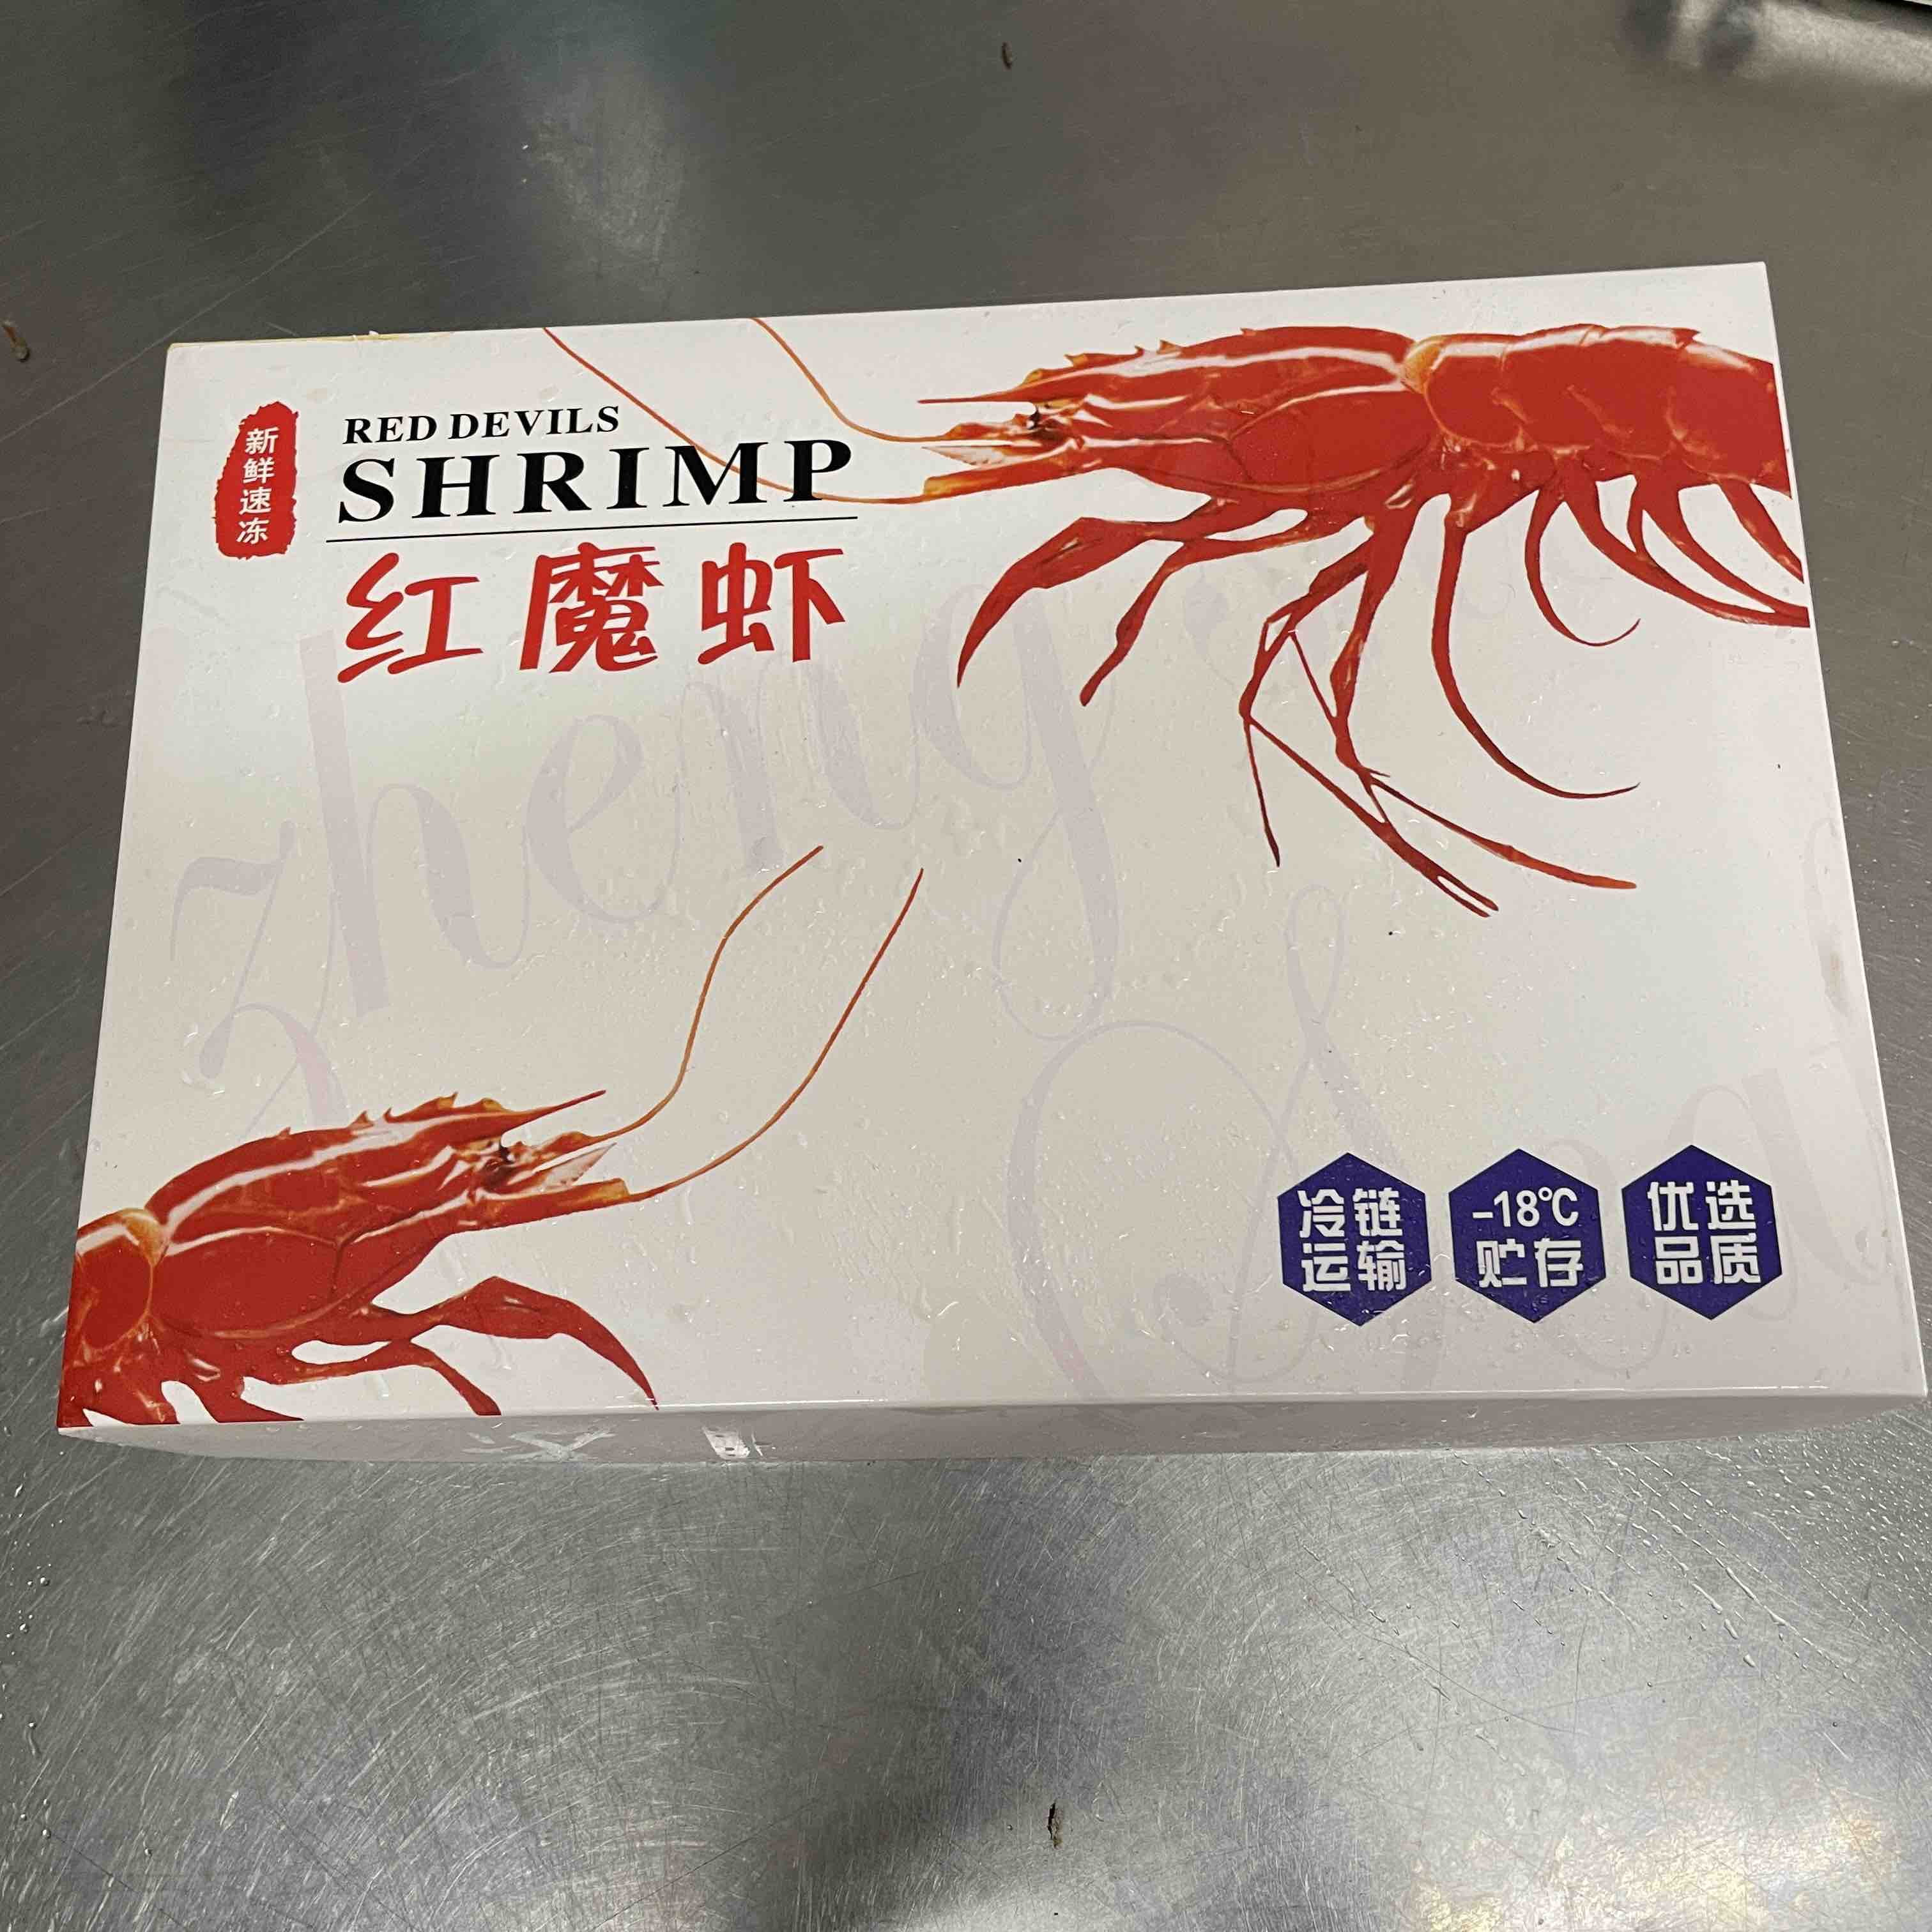 新鲜速冻
RED DEVILS
SHRIMP
红魔虾
zheng
冷链
运输
-18℃
贮存
优选
品质